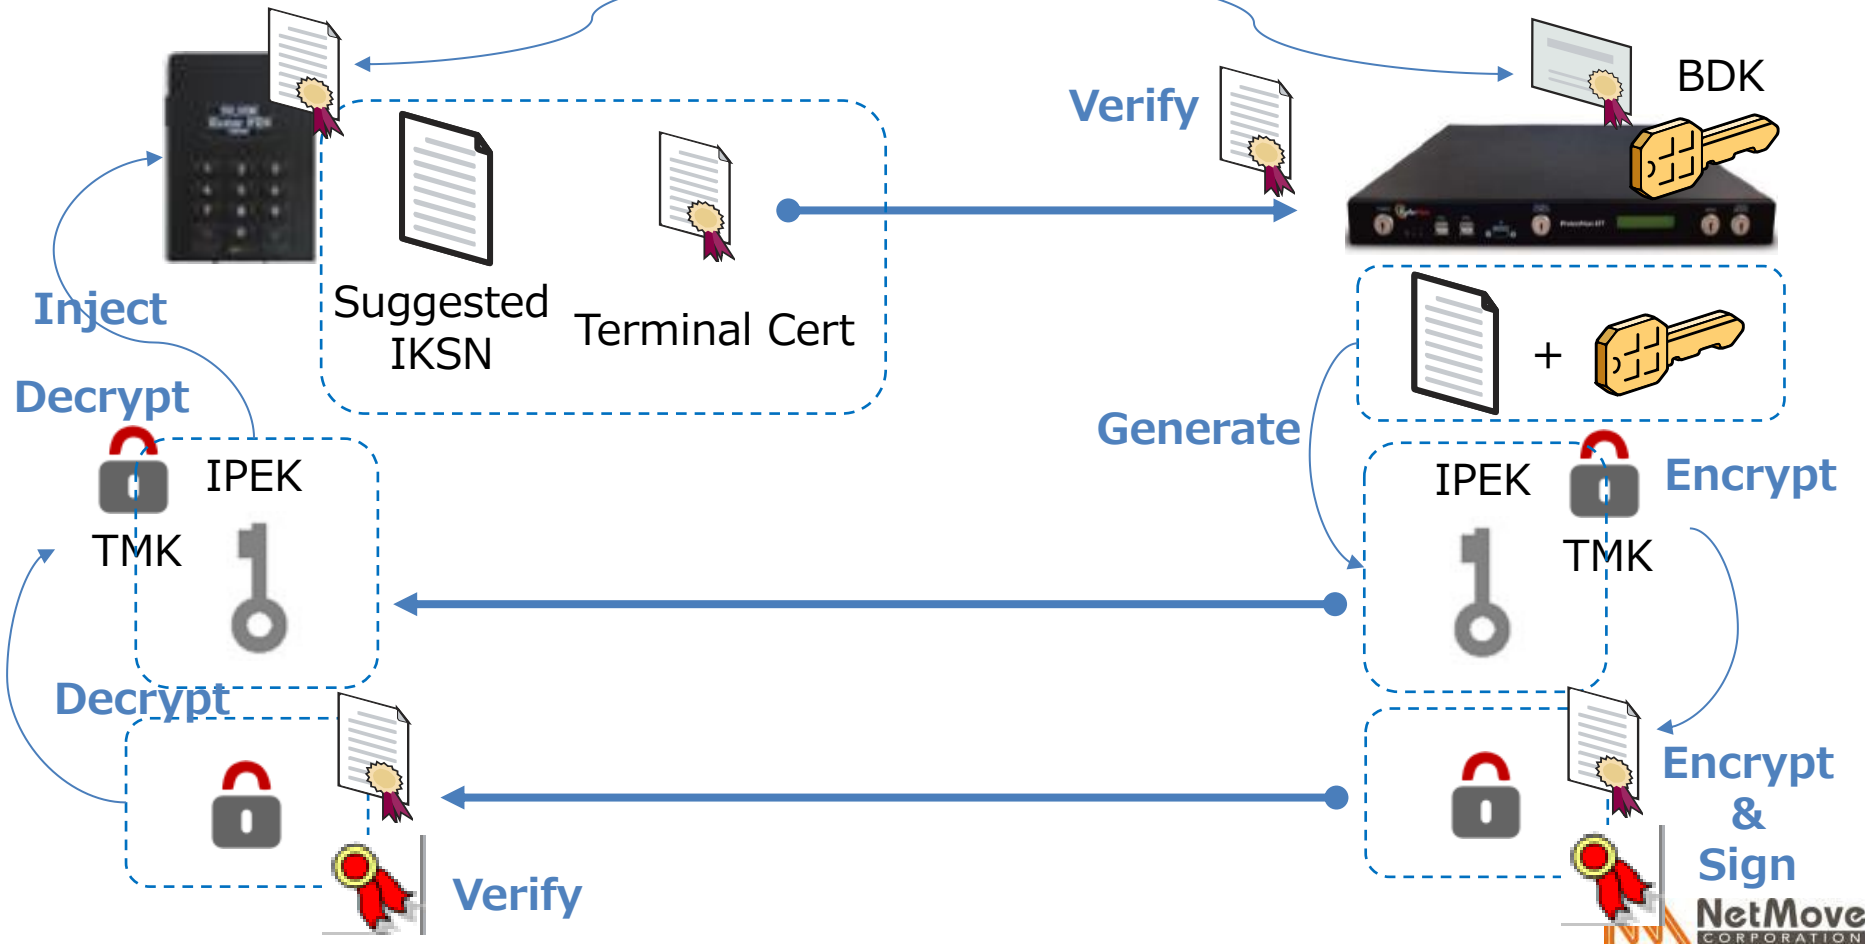 BDK
Verify
Suggested
IKSN
Terminal Cert
Inject
+
Decrypt
Generate
IPEK
TMK
IPEK
Encrypt
TMK
Decrypt
Encrypt
&
Sign
Verify
NetMove
CORPORATION